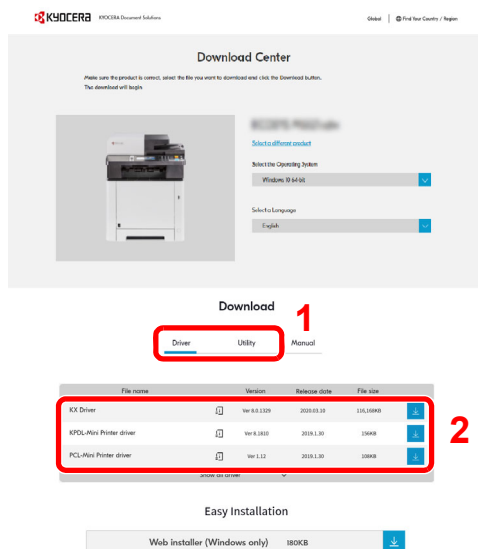 KYOCERA KYOCERA Document Solutions
Global Find Your Country / Region
Download Center
Make sure the product is correct, select the file you want to download and click the Download button.
The download will begin
Select a different product
Select the Operating System
Windows 10 64-bit
Select a Language
English
Download
1
Driver Utility Manual
File name Version Release date File size
KX Driver Ver 8.0.1329 2020.03.10 116,168KB
KPDL-Mini Printer driver Ver 8.1810 2019.1.30 156KB
2
PCL-Mini Printer driver Ver 1.12 2019.1.30 108KB
Show all driver
Easy Installation
Web installer (Windows only) 180KB